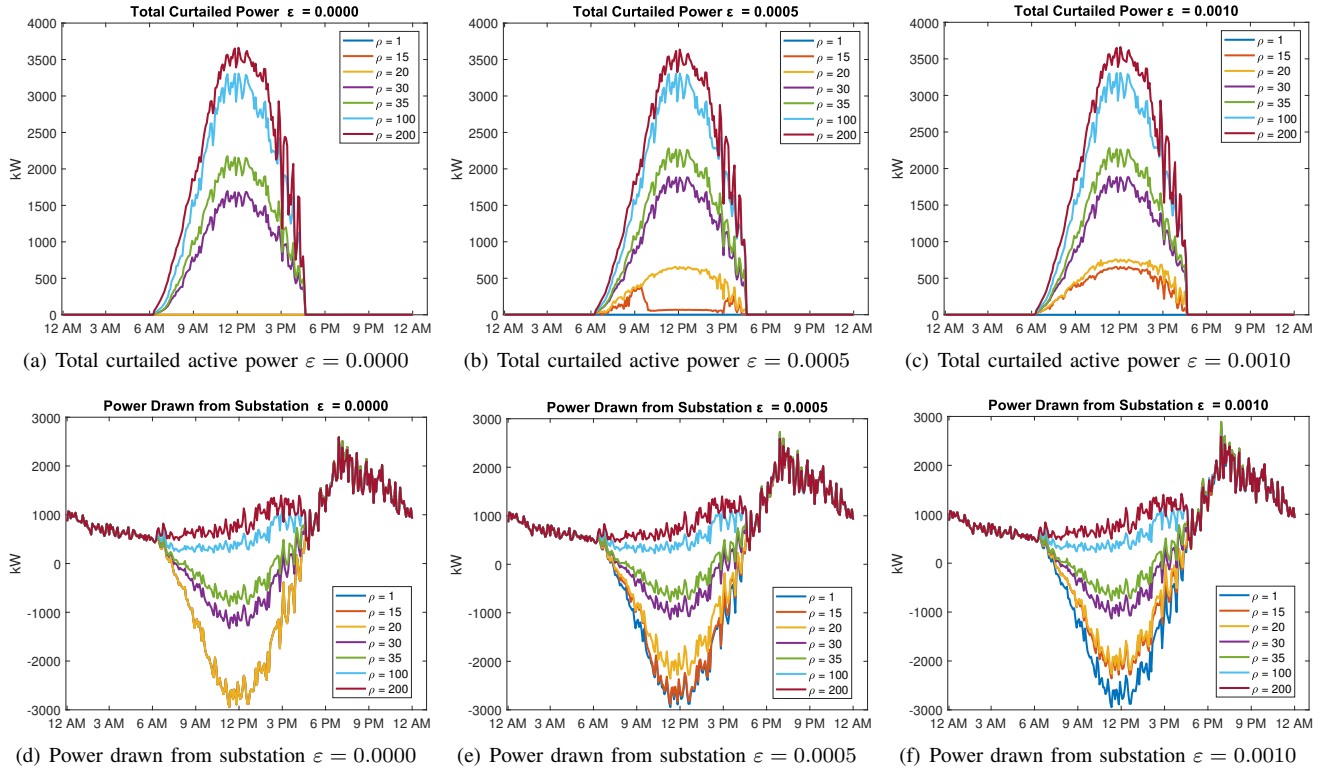 Total Curtailed Power ε = 0.0000
4000
3500
3000
2500
2000
1500
1000
500
0
kW
ρ = 1
ρ = 15
ρ = 20
ρ = 30
ρ = 35
ρ = 100
ρ = 200
12 AM 3 AM 6 AM 9 AM 12 PM 3 PM 6 PM 9 PM 12 AM
(a) Total curtailed active power ε = 0.0000
Total Curtailed Power ε = 0.0005
4000
3500
3000
2500
2000
1500
1000
500
0
kW
ρ = 1
ρ = 15
ρ = 20
ρ = 30
ρ = 35
ρ = 100
ρ = 200
12 AM 3 AM 6 AM 9 AM 12 PM 3 PM 6 PM 9 PM 12 AM
(b) Total curtailed active power ε = 0.0005
Total Curtailed Power ε = 0.0010
4000
3500
3000
2500
2000
1500
1000
500
0
kW
ρ = 1
ρ = 15
ρ = 20
ρ = 30
ρ = 35
ρ = 100
ρ = 200
12 AM 3 AM 6 AM 9 AM 12 PM 3 PM 6 PM 9 PM 12 AM
(c) Total curtailed active power ε = 0.0010
Power Drawn from Substation ε = 0.0000
3000
2000
1000
0
-1000
-2000
-3000
kW
ρ = 1
ρ = 15
ρ = 20
ρ = 30
ρ = 35
ρ = 100
ρ = 200
12 AM 3 AM 6 AM 9 AM 12 PM 3 PM 6 PM 9 PM 12 AM
(d) Power drawn from substation ε = 0.0000
Power Drawn from Substation ε = 0.0005
3000
2000
1000
0
-1000
-2000
-3000
kW
ρ = 1
ρ = 15
ρ = 20
ρ = 30
ρ = 35
ρ = 100
ρ = 200
12 AM 3 AM 6 AM 9 AM 12 PM 3 PM 6 PM 9 PM 12 AM
(e) Power drawn from substation ε = 0.0005
Power Drawn from Substation ε = 0.0010
3000
2000
1000
0
-1000
-2000
-3000
kW
ρ = 1
ρ = 15
ρ = 20
ρ = 30
ρ = 35
ρ = 100
ρ = 200
12 AM 3 AM 6 AM 9 AM 12 PM 3 PM 6 PM 9 PM 12 AM
(f) Power drawn from substation ε = 0.0010